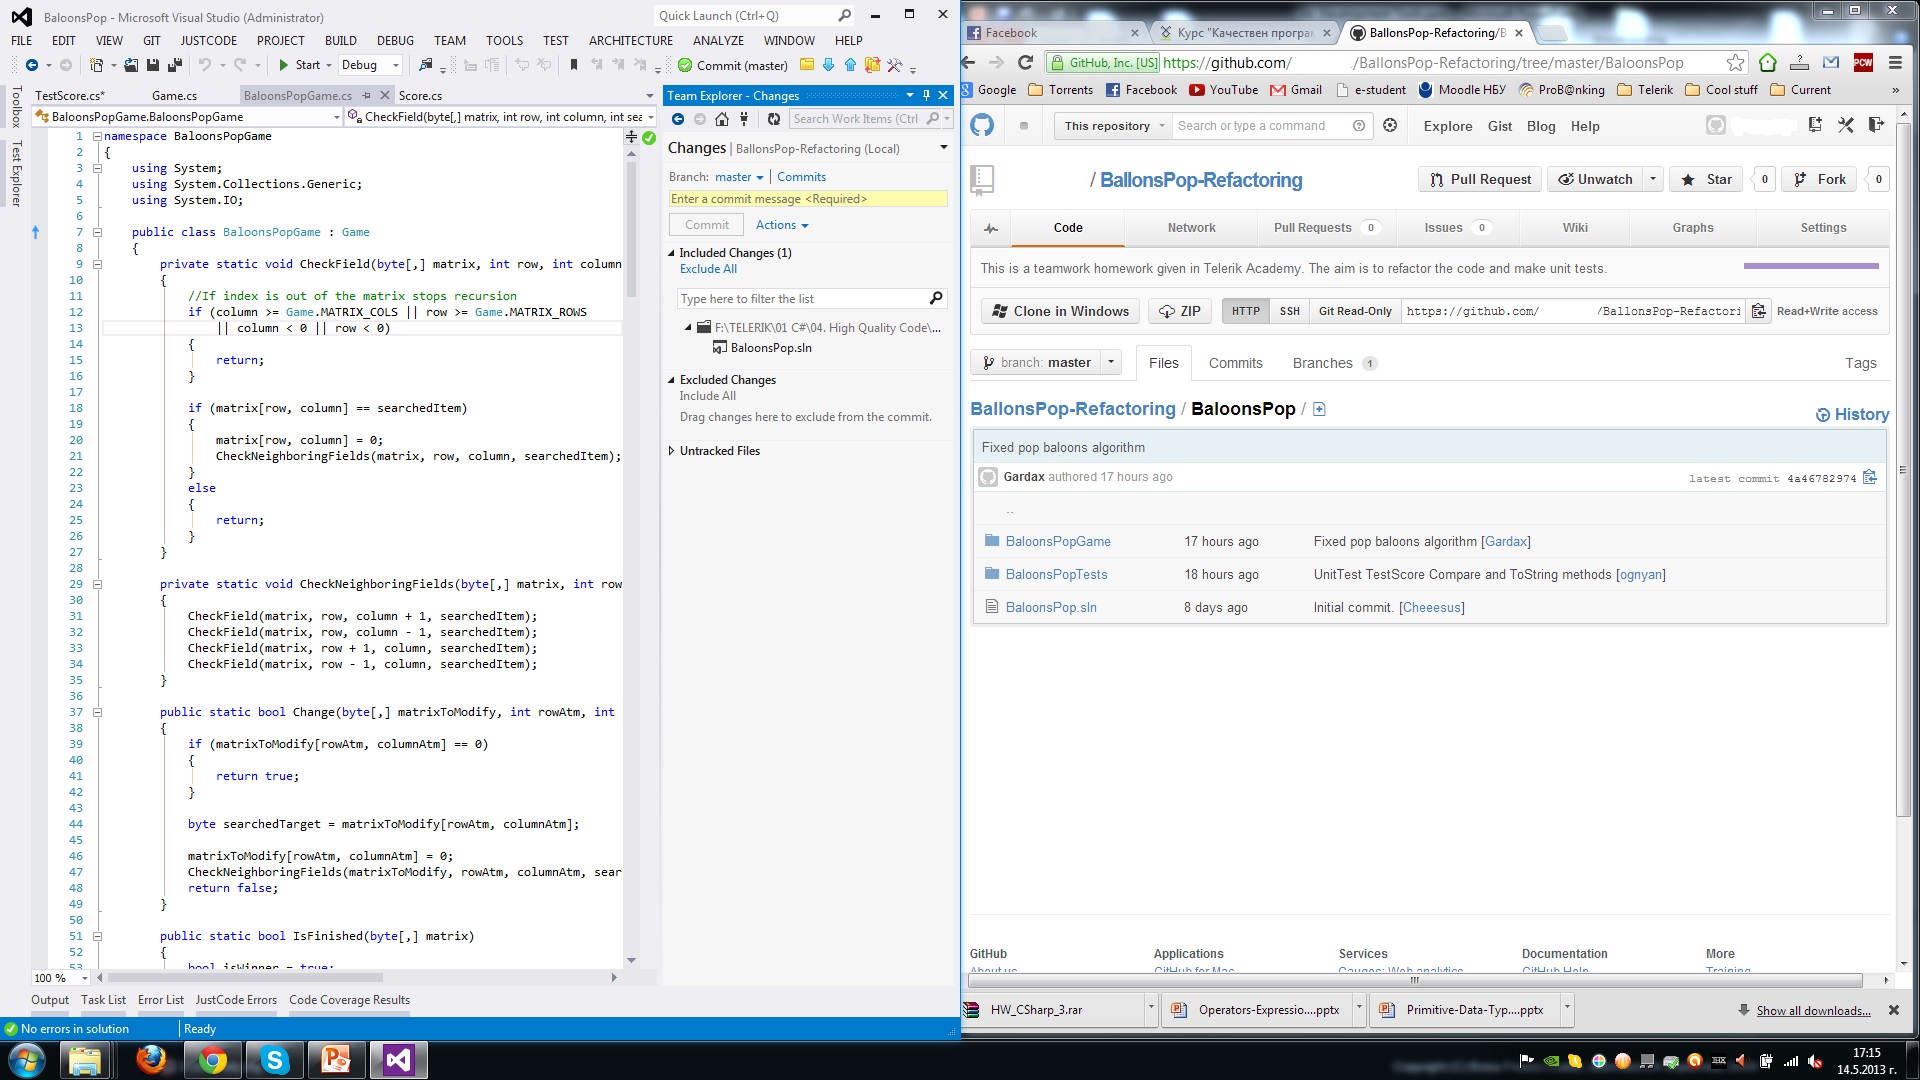 BaloonsPop - Microsoft Visual Studio (Administrator)
Quick Launch (Ctrl+Q)
FILE EDIT VIEW GIT JUSTCODE PROJECT BUILD DEBUG TEAM TOOLS TEST ARCHITECTURE ANALYZE WINDOW HELP
Start Debug Commit (master)
Toolbox
Test Explorer
TestScore.cs* Game.cs BaloonsPopGame.cs Score.cs
BaloonsPopGame.BaloonsPopGame CheckField(byte[,] matrix, int row, int column, int sea
1 namespace BaloonsPopGame
2 {
3 using System;
4 using System.Collections.Generic;
5 using System.IO;
6
7 public class BaloonsPopGame : Game
8 {
9 private static void CheckField(byte[,] matrix, int row, int column
10 {
11 //If index is out of the matrix stops recursion
12 if (column >= Game.MATRIX_COLS || row >= Game.MATRIX_ROWS
13 || column < 0 || row < 0)
14 {
15 return;
16 }
17
18 if (matrix[row, column] == searchedItem)
19 {
20 matrix[row, column] = 0;
21 CheckNeighboringFields(matrix, row, column, searchedItem);
22 }
23 else
24 {
25 return;
26 }
27 }
28
29 private static void CheckNeighboringFields(byte[,] matrix, int row
30 {
31 CheckField(matrix, row, column + 1, searchedItem);
32 CheckField(matrix, row, column - 1, searchedItem);
33 CheckField(matrix, row + 1, column, searchedItem);
34 CheckField(matrix, row - 1, column, searchedItem);
35 }
36
37 public static bool Change(byte[,] matrixToModify, int rowAtm, int
38 {
39 if (matrixToModify[rowAtm, columnAtm] == 0)
40 {
41 return true;
42 }
43
44 byte searchedTarget = matrixToModify[rowAtm, columnAtm];
45
46 matrixToModify[rowAtm, columnAtm] = 0;
47 CheckNeighboringFields(matrixToModify, rowAtm, columnAtm, sear
48 return false;
49 }
50
51 public static bool IsFinished(byte[,] matrix)
52 {
53 bool isWinner = true;
100 %
Output Task List Error List JustCode Errors Code Coverage Results
No errors in solution Ready
Team Explorer - Changes
Search Work Items (Ctrl
Changes | BallonsPop-Refactoring (Local)
Branch: master | Commits
Enter a commit message <Required>
Commit Actions
Included Changes (1)
Exclude All
Type here to filter the list
F:\TELERIK\01 C#\04. High Quality Code\...
BaloonsPop.sln
Excluded Changes
Include All
Drag changes here to exclude from the commit.
Untracked Files
Facebook Курс "Качествен програм BallonsPop-Refactoring/B
GitHub, Inc. [US] https://github.com/ /BallonsPop-Refactoring/tree/master/BaloonsPop
PCW
Google Torrents Facebook YouTube Gmail e-student Moodle НБУ ProB@nking Telerik Cool stuff Current »
This repository Search or type a command Explore Gist Blog Help
/ BallonsPop-Refactoring
Pull Request Unwatch Star 0 Fork 0
Code Network Pull Requests 0 Issues 0 Wiki Graphs Settings
This is a teamwork homework given in Telerik Academy. The aim is to refactor the code and make unit tests.
Clone in Windows ZIP HTTP SSH Git Read-Only https://github.com/ /BallonsPop-Refactori Read+Write access
branch: master Files Commits Branches 1 Tags
BallonsPop-Refactoring / BaloonsPop /
History
Fixed pop baloons algorithm
Gardax authored 17 hours ago latest commit 4a46782974
..
BaloonsPopGame 17 hours ago Fixed pop baloons algorithm [Gardax]
BaloonsPopTests 18 hours ago UnitTest TestScore Compare and ToString methods [ognyan]
BaloonsPop.sln 8 days ago Initial commit. [Cheeesus]
GitHub Applications Services Documentation More
About us GitHub for Mac Gauges: Web analytics GitHub Help Training
HW_CSharp_3.rar Operators-Expressio....pptx Primitive-Data-Typ....pptx Show all downloads...
17:15
14.5.2013 г.